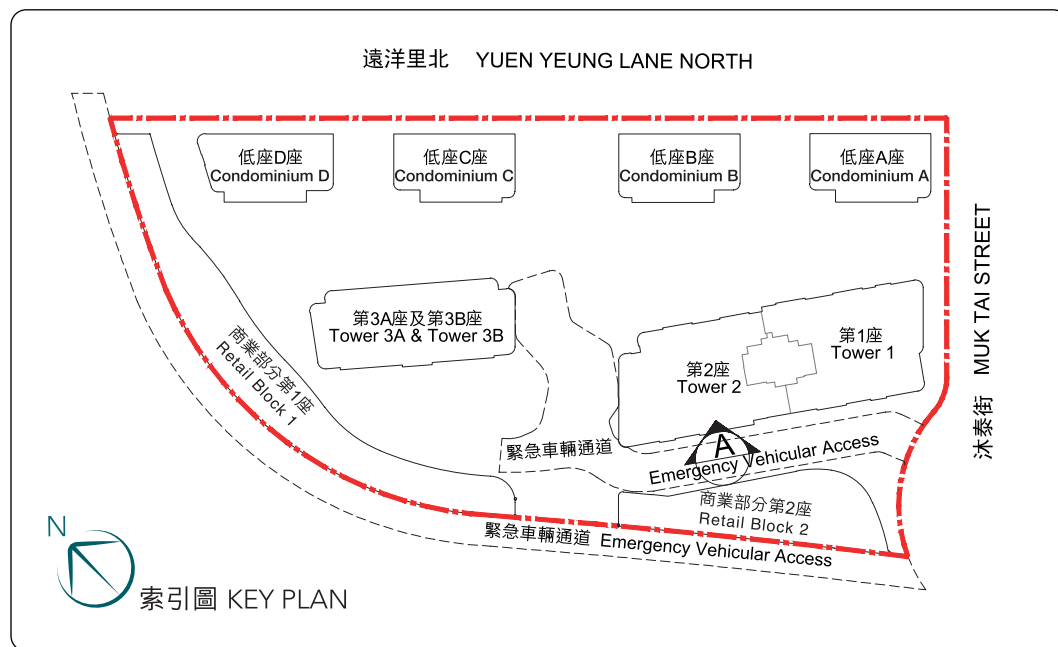 遠洋里北 YUEN YEUNG LANE NORTH
低座D座
Condominium D
低座C座
Condominium C
低座B座
Condominium B
低座A座
Condominium A
沐泰街 MUK TAI STREET
第3A座及第3B座
Tower 3A & Tower 3B
第1座
Tower 1
第2座
Tower 2
商業部分第1座
Retail Block 1
A
緊急車輛通道
Emergency Vehicular Access
商業部分第2座
Retail Block 2
緊急車輛通道 Emergency Vehicular Access
N
索引圖 KEY PLAN